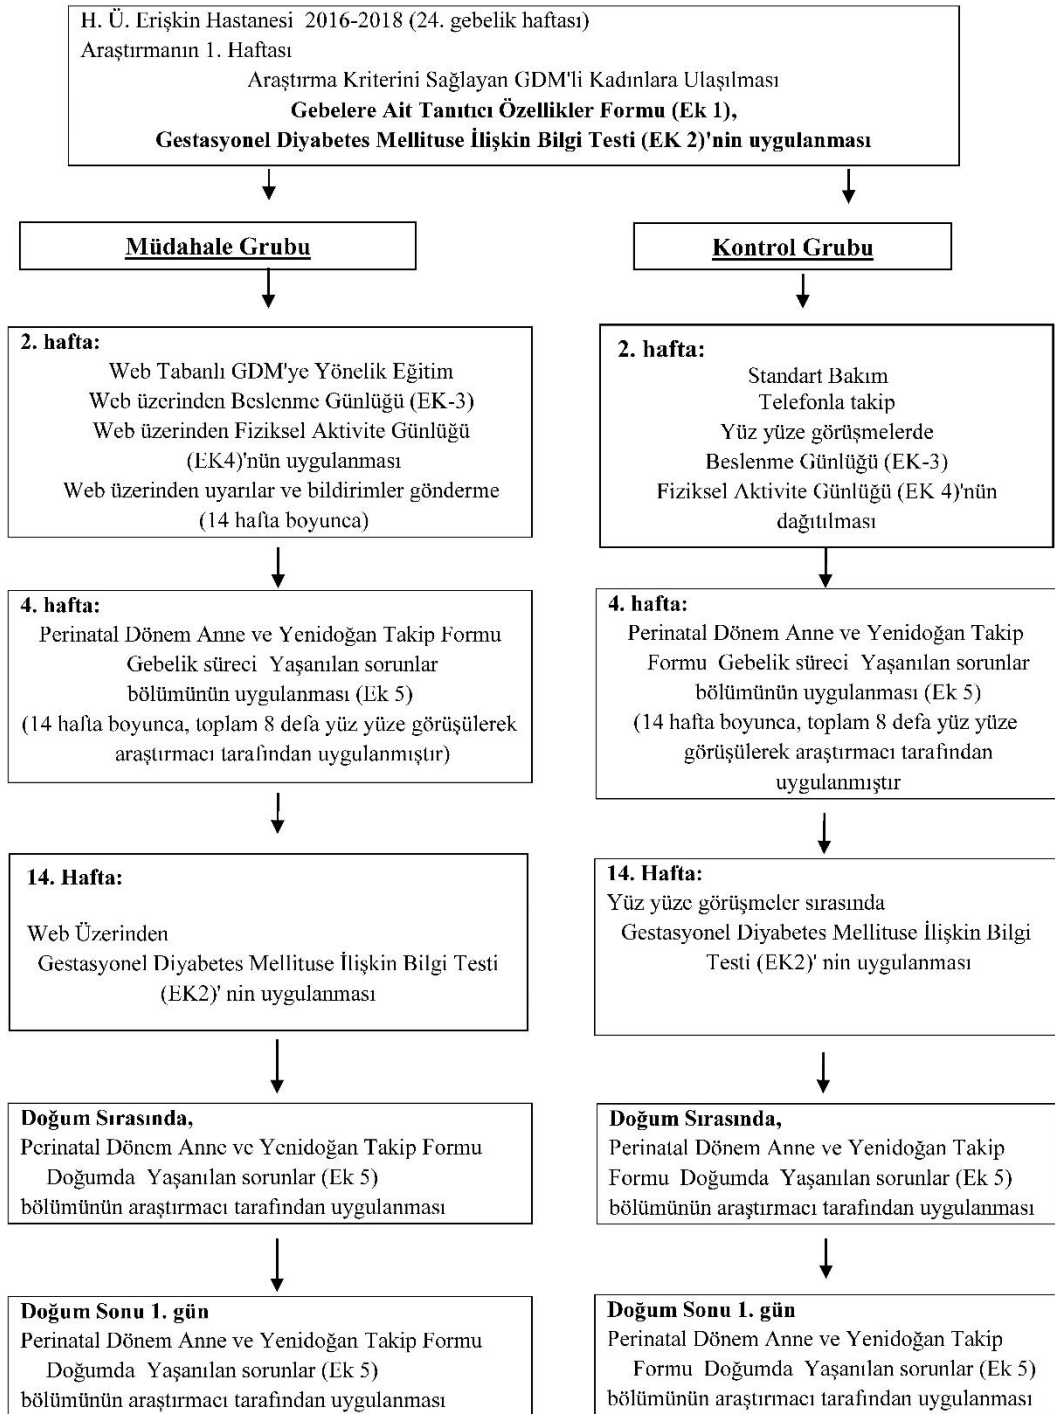 H. Ü. Erişkin Hastanesi 2016-2018 (24. gebelik haftası)
Araştırmanın 1. Haftası
Araştırma Kriterini Sağlayan GDM'li Kadınlara Ulaşılması
Gebelere Ait Tanıtıcı Özellikler Formu (Ek 1),
Gestasyonel Diyabetes Mellituse İlişkin Bilgi Testi (EK 2)'nin uygulanması
Müdahale Grubu
2. hafta:
Web Tabanlı GDM'ye Yönelik Eğitim
Web üzerinden Beslenme Günlüğü (EK-3)
Web üzerinden Fiziksel Aktivite Günlüğü
(EK4)'nün uygulanması
Web üzerinden uyarılar ve bildirimler gönderme
(14 hafta boyunca)
4. hafta:
Perinatal Dönem Anne ve Yenidoğan Takip Formu
Gebelik süreci Yaşanılan sorunlar
bölümünün uygulanması (Ek 5)
(14 hafta boyunca, toplam 8 defa yüz yüze görüşülerek
araştırmacı tarafından uygulanmıştır)
14. Hafta:
Web Üzerinden
Gestasyonel Diyabetes Mellituse İlişkin Bilgi Testi
(EK2)' nin uygulanması
Doğum Sırasında,
Perinatal Dönem Anne ve Yenidoğan Takip Formu
Doğumda Yaşanılan sorunlar (Ek 5)
bölümünün araştırmacı tarafından uygulanması
Doğum Sonu 1. gün
Perinatal Dönem Anne ve Yenidoğan Takip Formu
Doğumda Yaşanılan sorunlar (Ek 5)
bölümünün araştırmacı tarafından uygulanması
Kontrol Grubu
2. hafta:
Standart Bakım
Telefonla takip
Yüz yüze görüşmelerde
Beslenme Günlüğü (EK-3)
Fiziksel Aktivite Günlüğü (EK 4)'nün
dağıtılması
4. hafta:
Perinatal Dönem Anne ve Yenidoğan Takip
Formu Gebelik süreci Yaşanılan sorunlar
bölümünün uygulanması (Ek 5)
(14 hafta boyunca, toplam 8 defa yüz yüze
görüşülerek araştırmacı tarafından
uygulanmıştır
14. Hafta:
Yüz yüze görüşmeler sırasında
Gestasyonel Diyabetes Mellituse İlişkin Bilgi
Testi (EK2)' nin uygulanması
Doğum Sırasında,
Perinatal Dönem Anne ve Yenidoğan Takip
Formu Doğumda Yaşanılan sorunlar (Ek 5)
bölümünün araştırmacı tarafından uygulanması
Doğum Sonu 1. gün
Perinatal Dönem Anne ve Yenidoğan Takip
Formu Doğumda Yaşanılan sorunlar (Ek 5)
bölümünün araştırmacı tarafından uygulanması